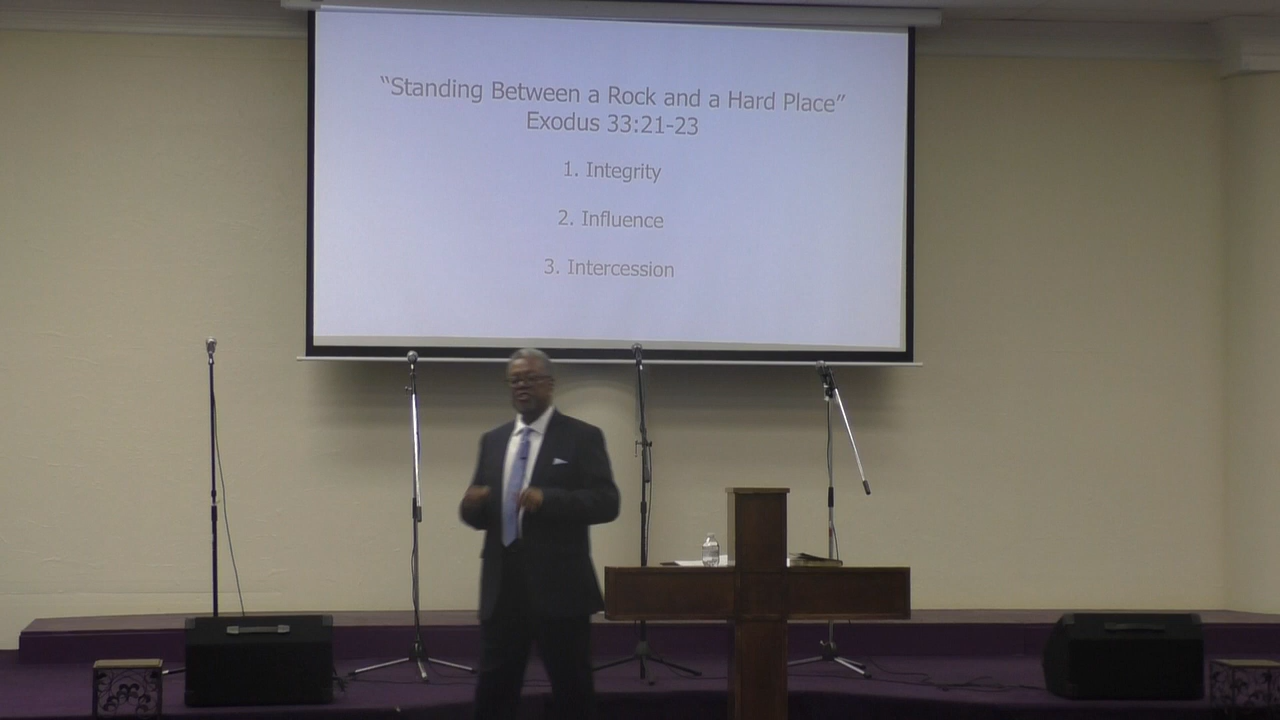 “Standing Between a Rock and a Hard Place”
Exodus 33:21-23
1. Integrity
2. Influence
3. Intercession